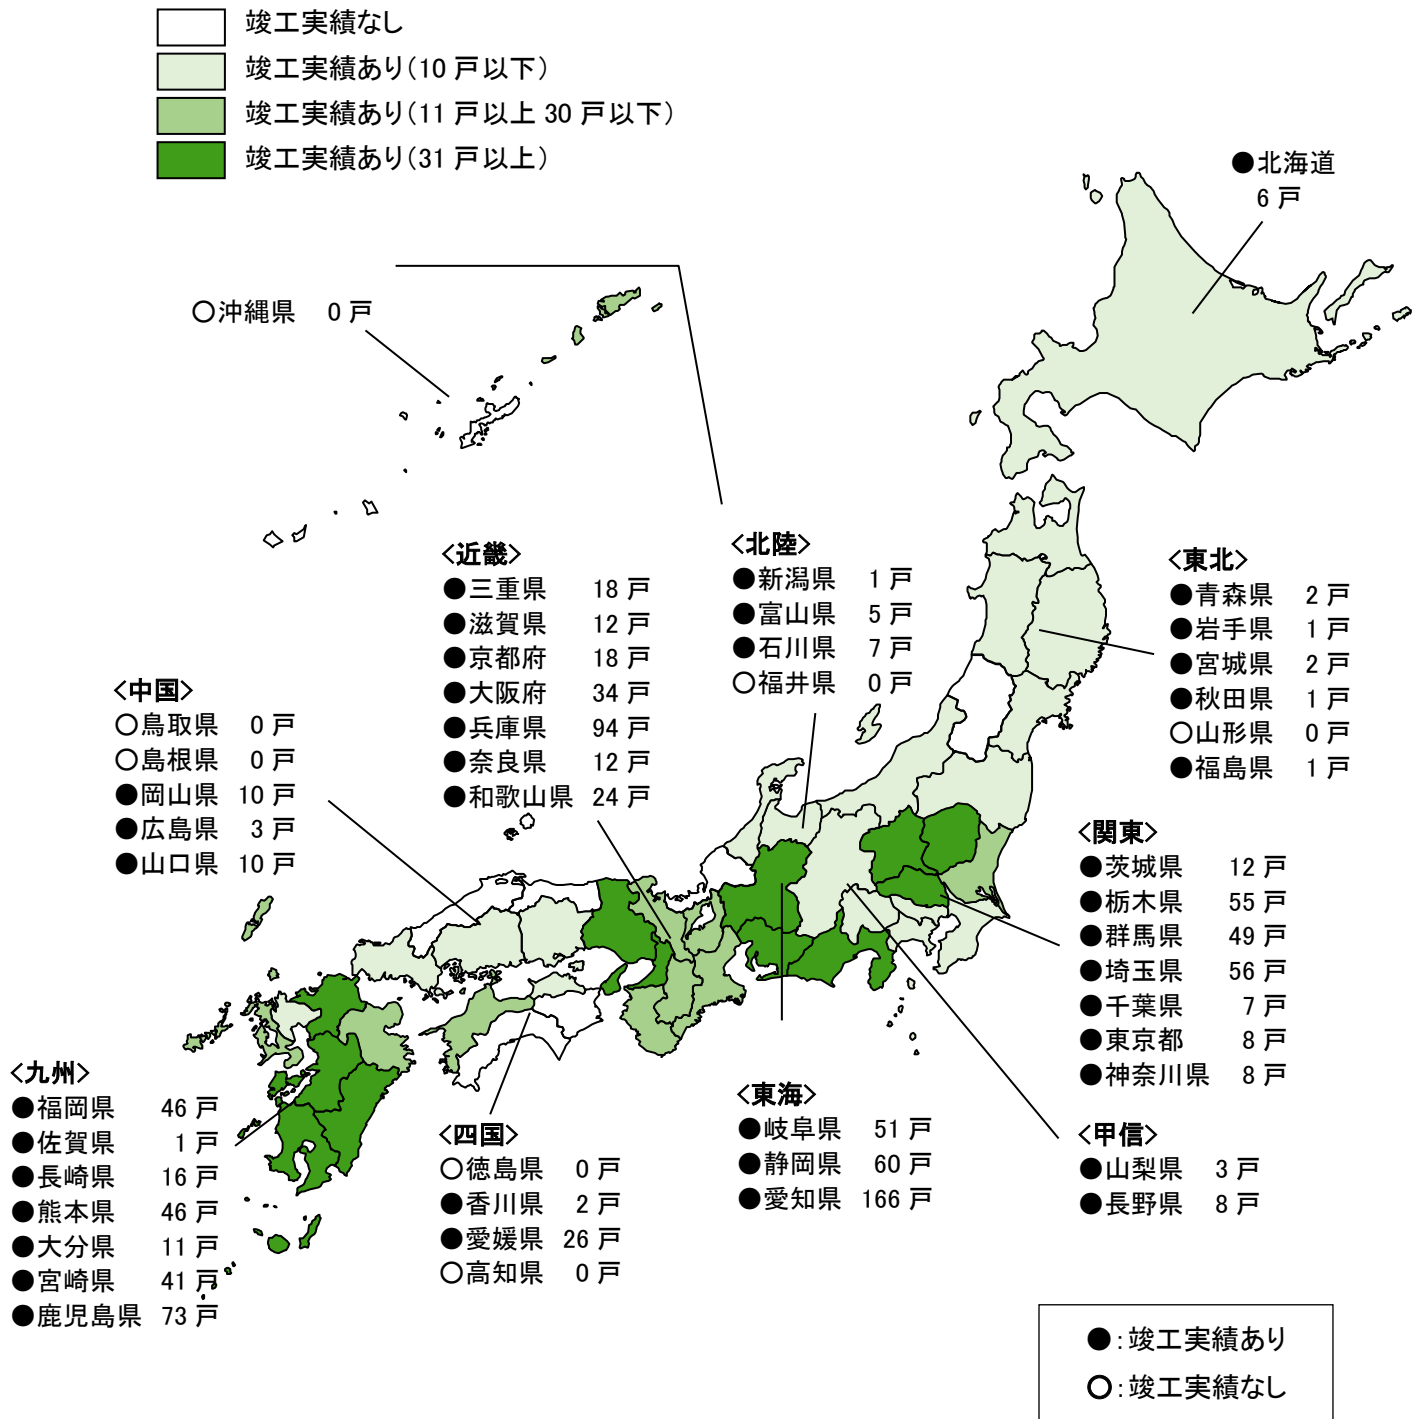 竣工実績なし
竣工実績あり(10 戸以下)
竣工実績あり(11 戸以上 30 戸以下)
竣工実績あり(31 戸以上)
●北海道
6 戸
○沖縄県 0 戸
<近畿>
●三重県 18 戸
●滋賀県 12 戸
●京都府 18 戸
●大阪府 34 戸
●兵庫県 94 戸
●奈良県 12 戸
●和歌山県 24 戸
<北陸>
●新潟県 1 戸
●富山県 5 戸
●石川県 7 戸
○福井県 0 戸
<東北>
●青森県 2 戸
●岩手県 1 戸
●宮城県 2 戸
●秋田県 1 戸
○山形県 0 戸
●福島県 1 戸
<中国>
○鳥取県 0 戸
○島根県 0 戸
●岡山県 10 戸
●広島県 3 戸
●山口県 10 戸
<関東>
●茨城県 12 戸
●栃木県 55 戸
●群馬県 49 戸
●埼玉県 56 戸
●千葉県 7 戸
●東京都 8 戸
●神奈川県 8 戸
<九州>
●福岡県 46 戸
●佐賀県 1 戸
●長崎県 16 戸
●熊本県 46 戸
●大分県 11 戸
●宮崎県 41 戸
●鹿児島県 73 戸
<四国>
○徳島県 0 戸
●香川県 2 戸
●愛媛県 26 戸
○高知県 0 戸
<東海>
●岐阜県 51 戸
●静岡県 60 戸
●愛知県 166 戸
<甲信>
●山梨県 3 戸
●長野県 8 戸
●:竣工実績あり
○:竣工実績なし